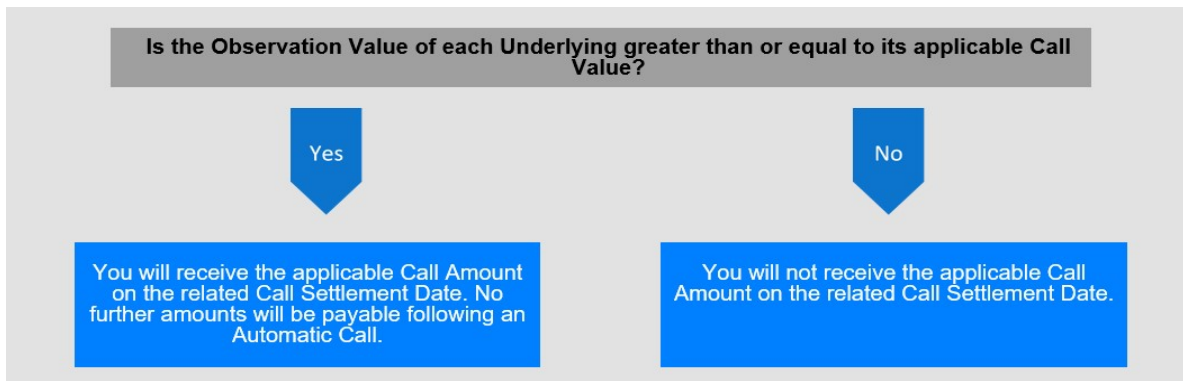 Is the Observation Value of each Underlying greater than or equal to its applicable Call
Value?
Yes
No
You will receive the applicable Call Amount
on the related Call Settlement Date. No
further amounts will be payable following an
Automatic Call.
You will not receive the applicable Call
Amount on the related Call Settlement Date.